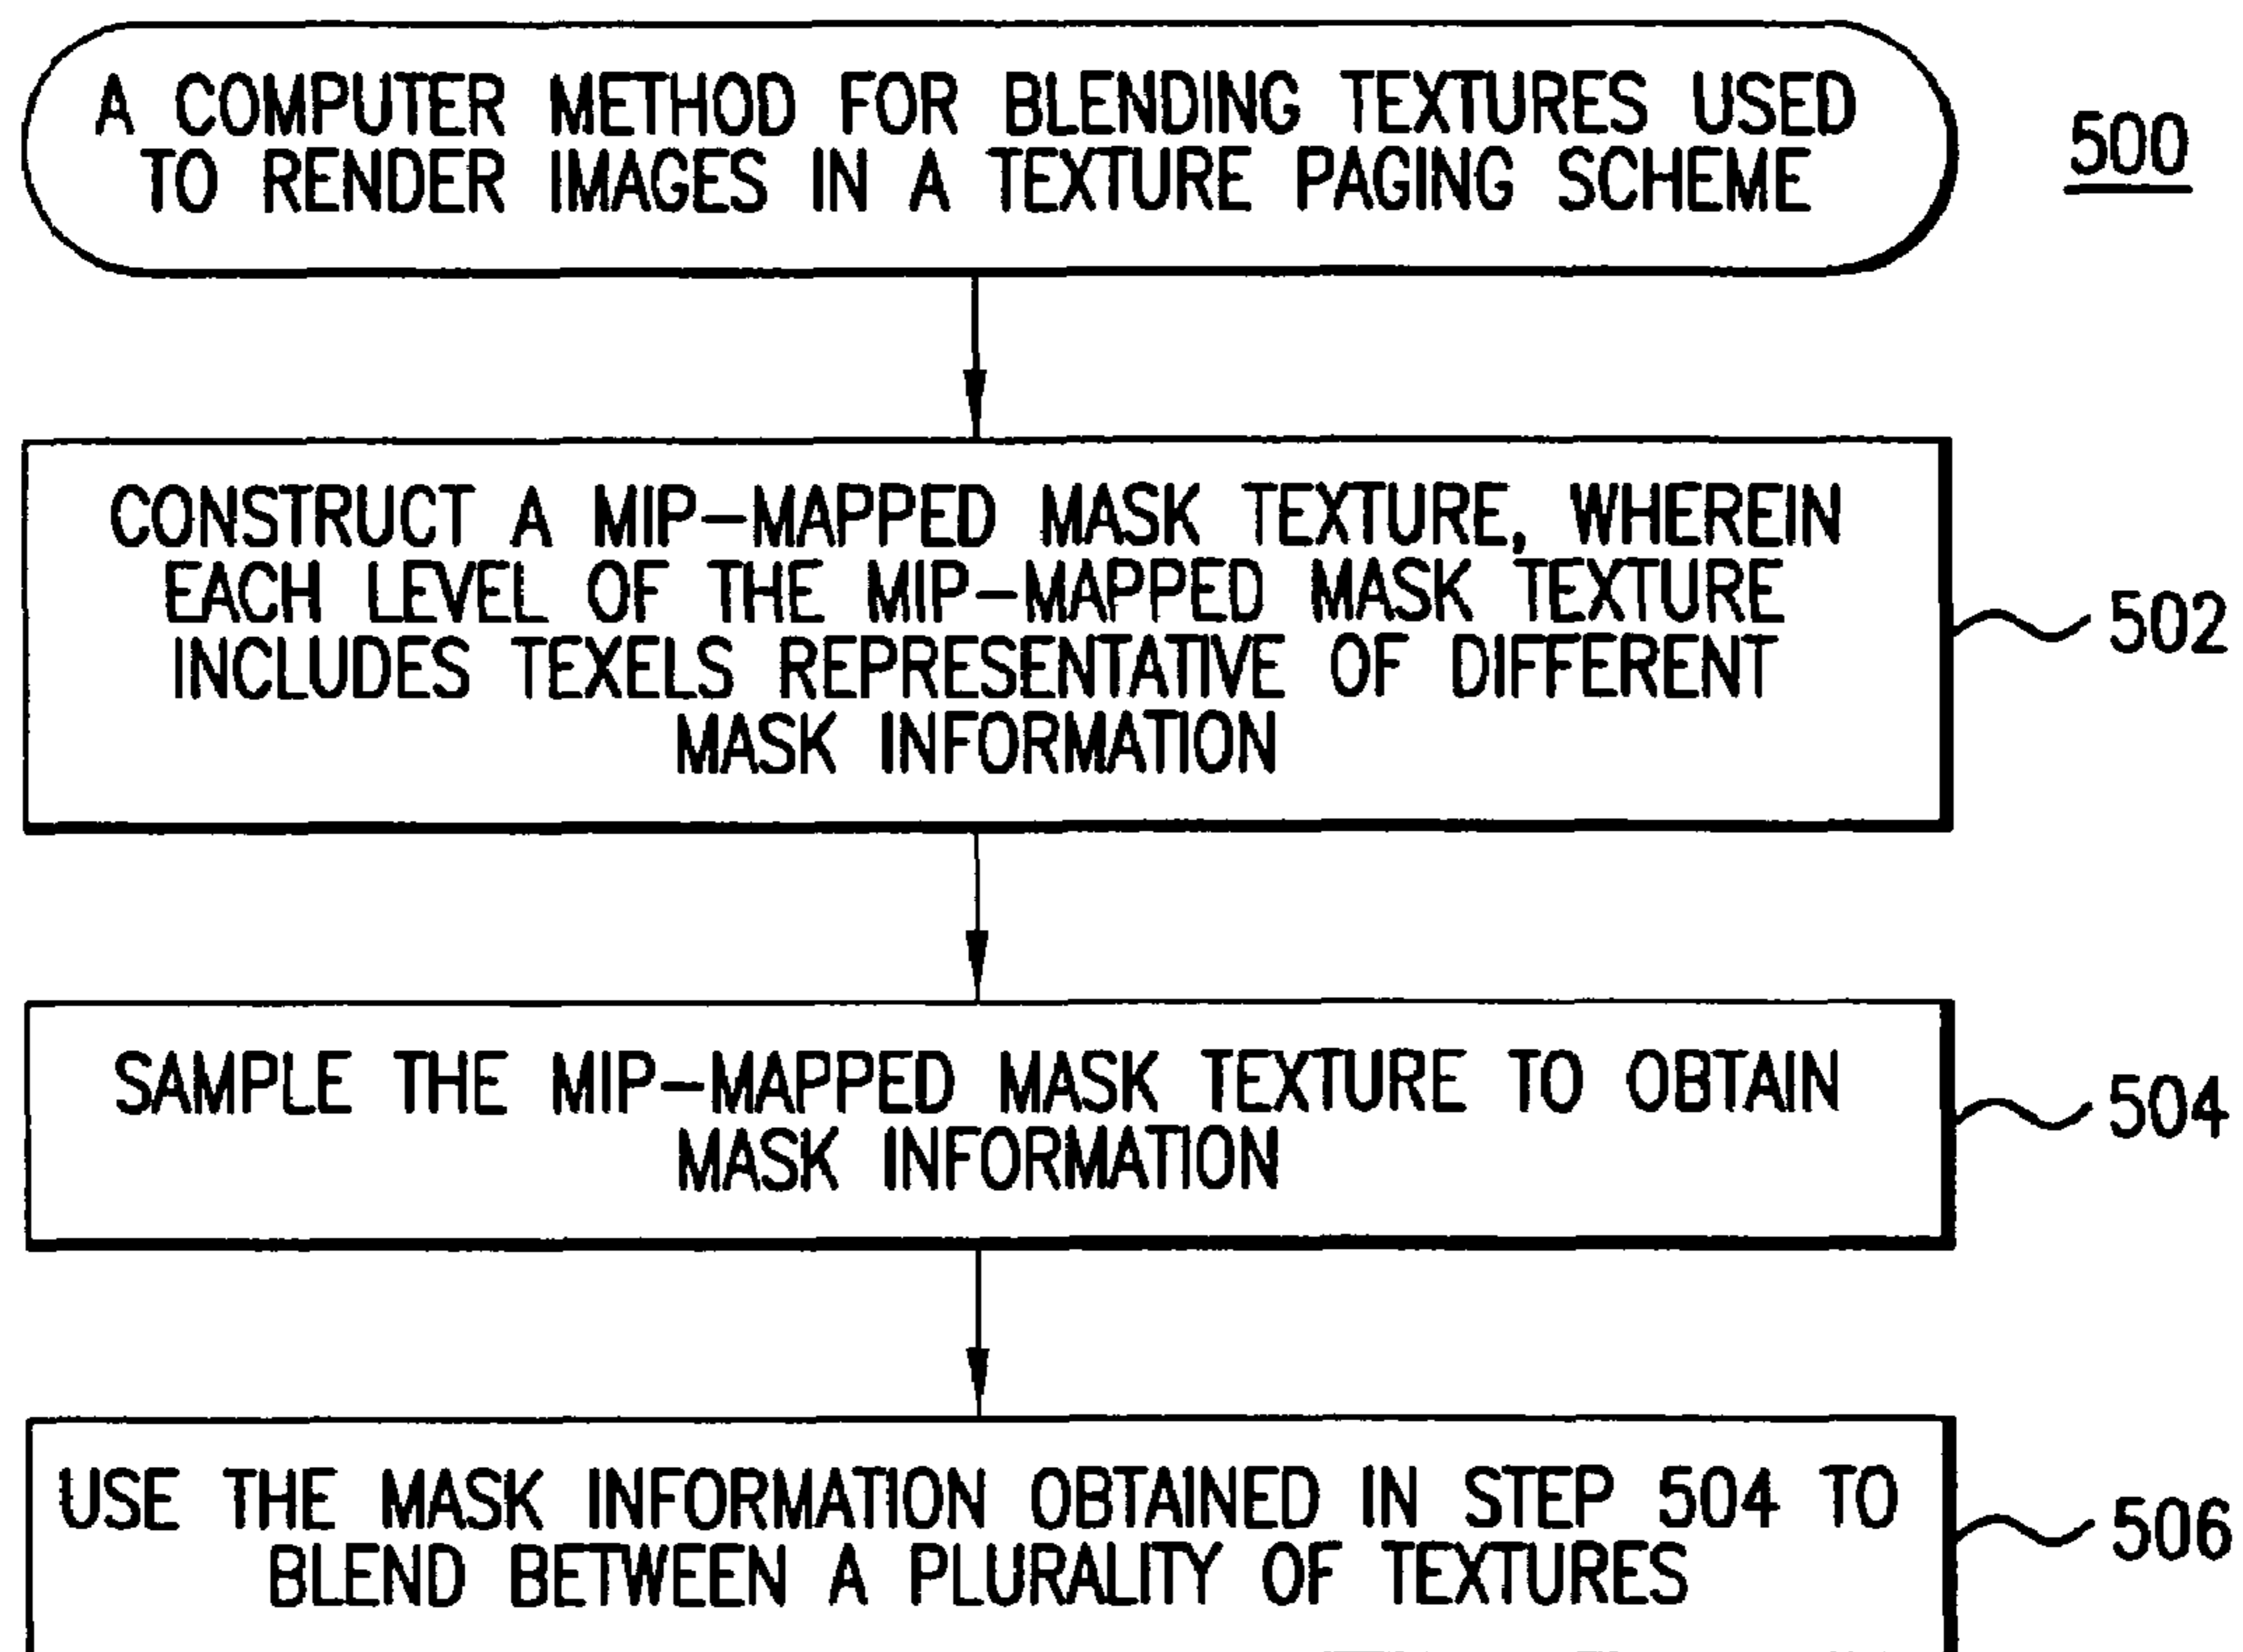 A COMPUTER METHOD FOR BLENDING TEXTURES USED
TO RENDER IMAGES IN A TEXTURE PAGING SCHEME
500
CONSTRUCT A MIP-MAPPED MASK TEXTURE, WHEREIN
EACH LEVEL OF THE MIP-MAPPED MASK TEXTURE
INCLUDES TEXELS REPRESENTATIVE OF DIFFERENT
MASK INFORMATION
502
SAMPLE THE MIP-MAPPED MASK TEXTURE TO OBTAIN
MASK INFORMATION
504
USE THE MASK INFORMATION OBTAINED IN STEP 504 TO
BLEND BETWEEN A PLURALITY OF TEXTURES
506